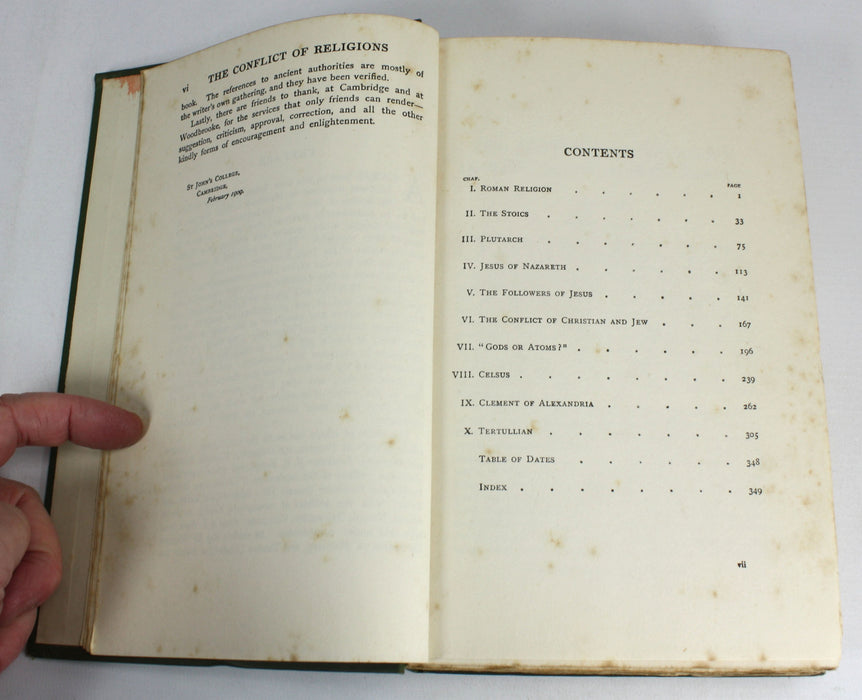 vi THE CONFLICT OF RELIGIONS
book. The references to ancient authorities are mostly of
the writer's own gathering, and they have been verified.
Lastly, there are friends to thank, at Cambridge and at
Woodbrooke, for the services that only friends can render—
suggestion, criticism, approval, correction, and all the other
kindly forms of encouragement and enlightenment.
ST JOHN'S COLLEGE,
CAMBRIDGE,
February 1909.
CONTENTS
CHAP. PAGE
I. ROMAN RELIGION . . . . . . 1
II. THE STOICS . . . . . . . 33
III. PLUTARCH . . . . . . . 75
IV. JESUS OF NAZARETH . . . . . . 113
V. THE FOLLOWERS OF JESUS . . . . . 141
VI. THE CONFLICT OF CHRISTIAN AND JEW . . . 167
VII. "GODS OR ATOMS?" . . . . . . 196
VIII. CELSUS . . . . . . . . 239
IX. CLEMENT OF ALEXANDRIA . . . . . 262
X. TERTULLIAN . . . . . . . 305
TABLE OF DATES . . . . . . 348
INDEX . . . . . . . . 349
vii